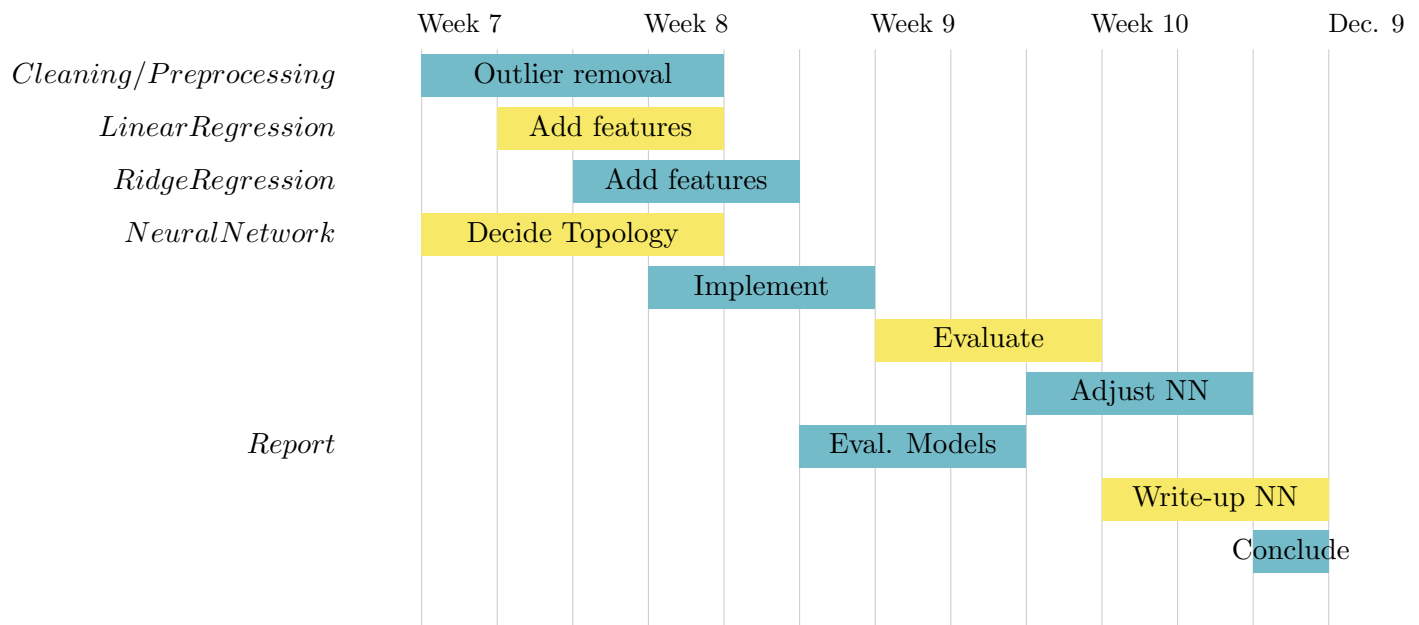 Week 7 Week 8 Week 9 Week 10 Dec. 9
Cleaning/Preprocessing Outlier removal
LinearRegression Add features
RidgeRegression Add features
NeuralNetwork Decide Topology
Implement
Evaluate
Adjust NN
Report Eval. Models
Write-up NN
Conclude